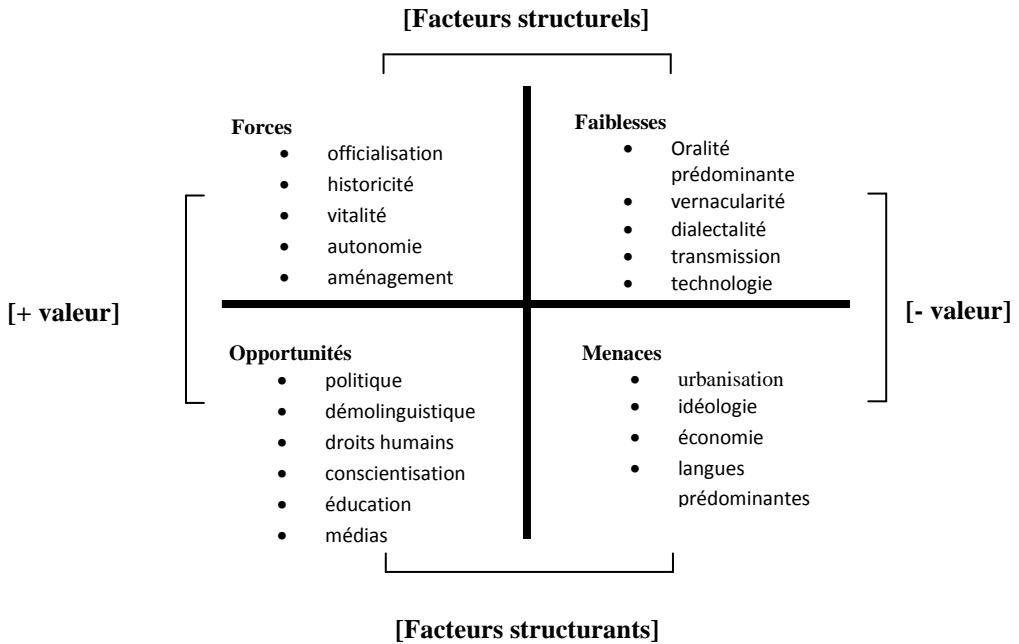 [Facteurs structurels]
Forces
• officialisation
• historicité
• vitalité
• autonomie
• aménagement
Faiblesses
• Oralité
prédominante
• vernacularité
• dialectalité
• transmission
• technologie
[+ valeur]
[- valeur]
Opportunités
• politique
• démolinguistique
• droits humains
• conscientisation
• éducation
• médias
Menaces
• urbanisation
• idéologie
• économie
• langues
prédominantes
[Facteurs structurants]